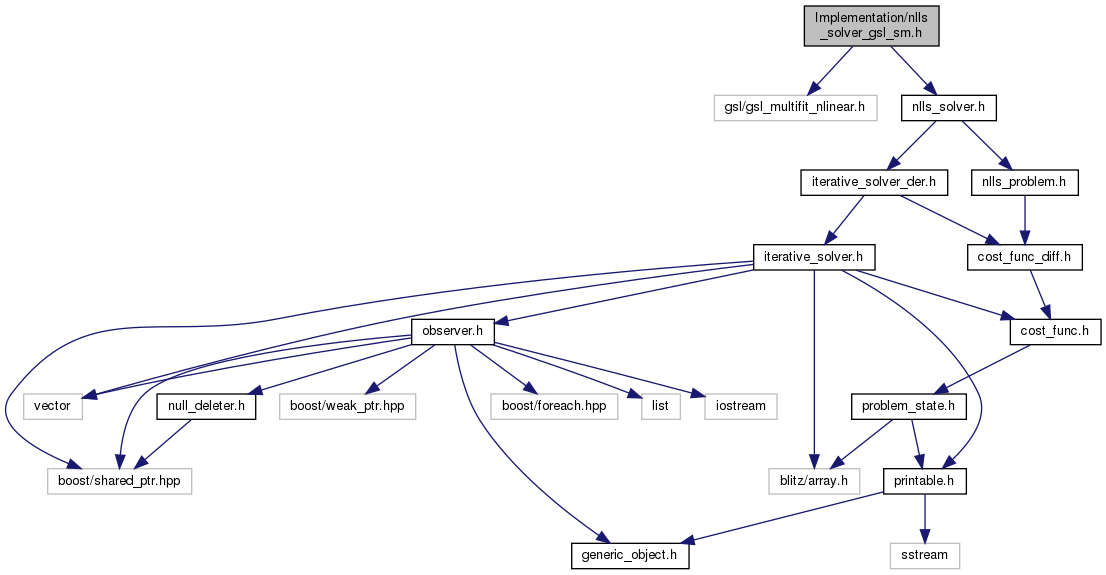 Implementation/nlls
_solver_gsl_sm.h
gsl/gsl_multifit_nlinear.h
nlls_solver.h
iterative_solver_der.h
nlls_problem.h
iterative_solver.h
cost_func_diff.h
observer.h
cost_func.h
vector
null_deleter.h
boost/weak_ptr.hpp
boost/foreach.hpp
list
iostream
problem_state.h
boost/shared_ptr.hpp
blitz/array.h
printable.h
generic_object.h
sstream